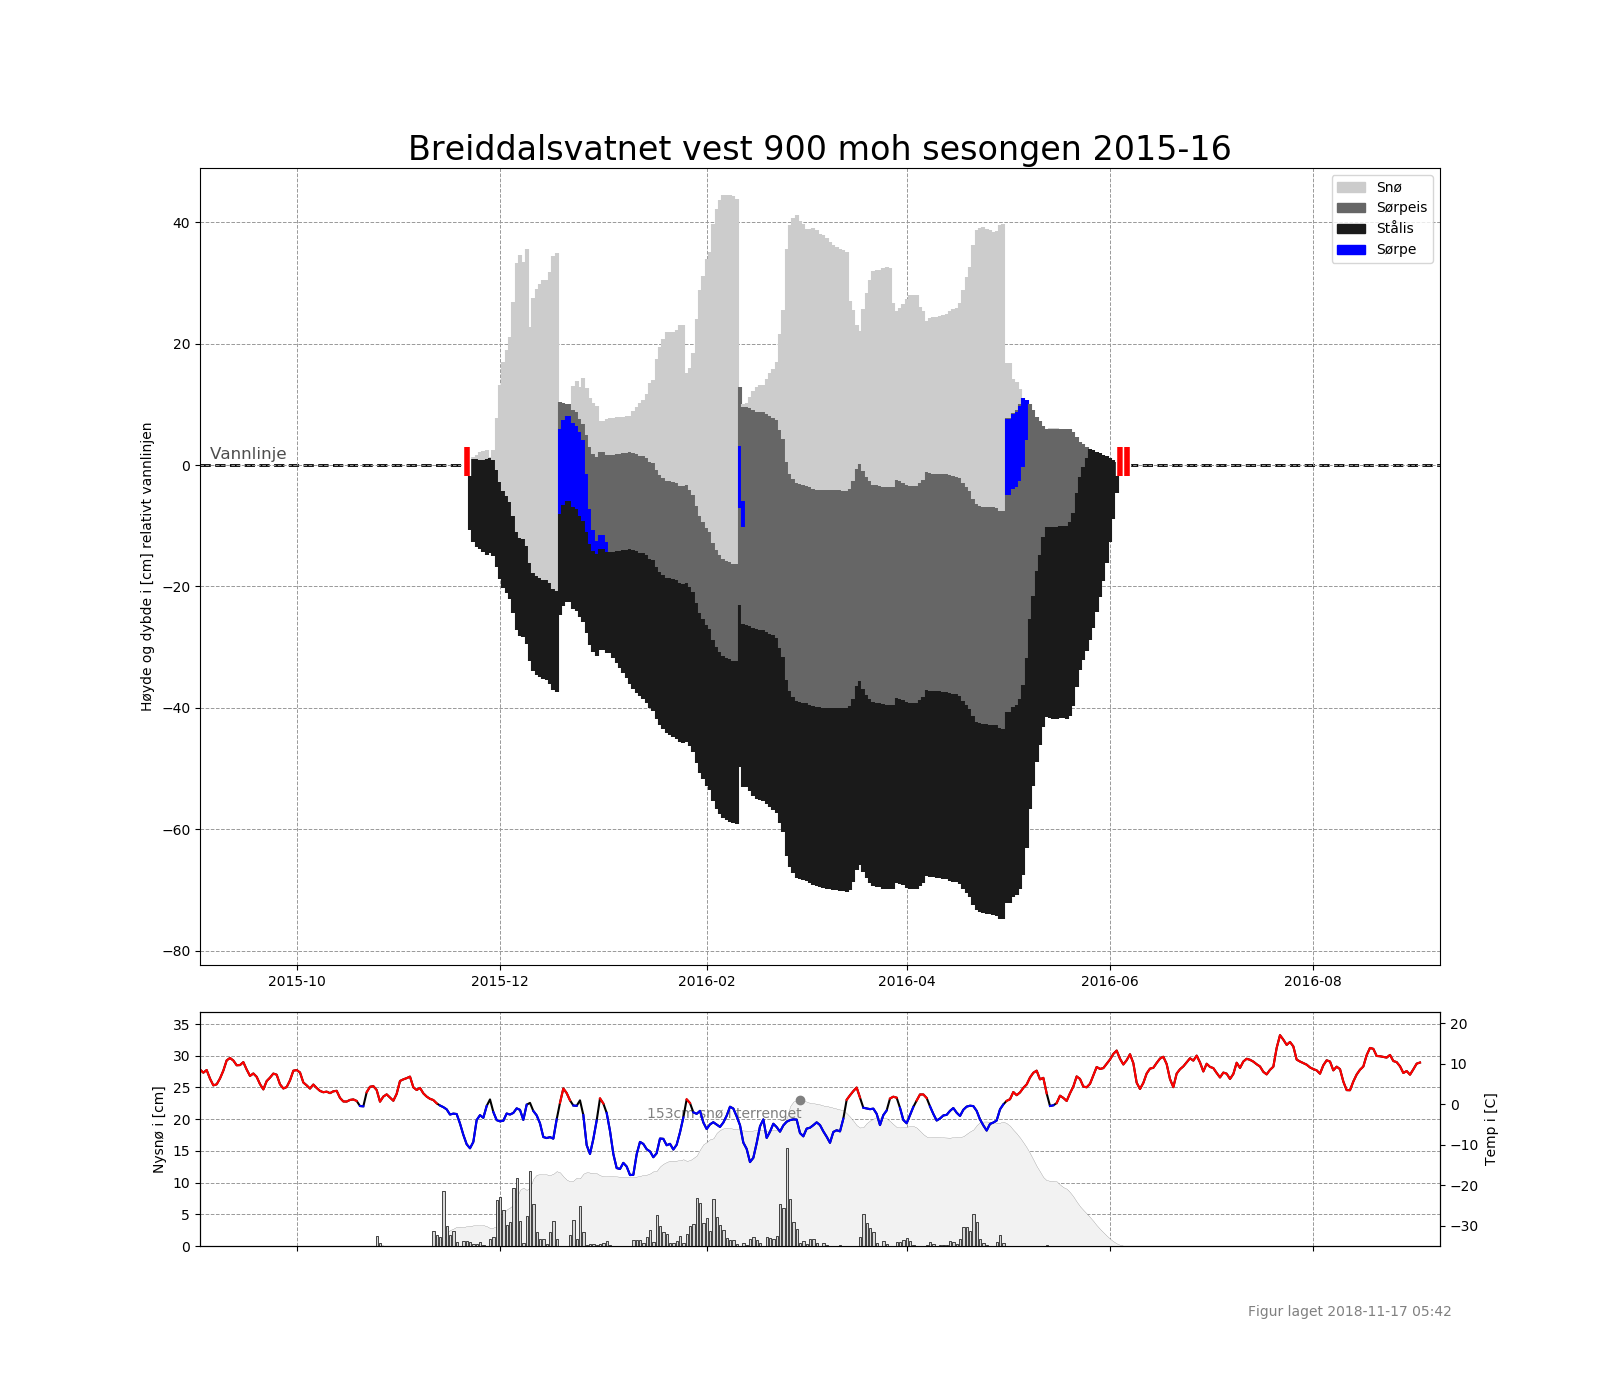 Breiddalsvatnet vest 900 moh sesongen 2015-16
Snø
Sørpeis
Stålis
Sørpe
Høyde og dybde i [cm] relativt vannlinjen
40
20
0
−20
−40
−60
−80
Vannlinje
2015-10 2015-12 2016-02 2016-04 2016-06 2016-08
Nysnø i [cm]
35
30
25
20
15
10
5
0
153cm snø i terrenget
20
10
0
−10
−20
−30
Temp i [C]
Figur laget 2018-11-17 05:42